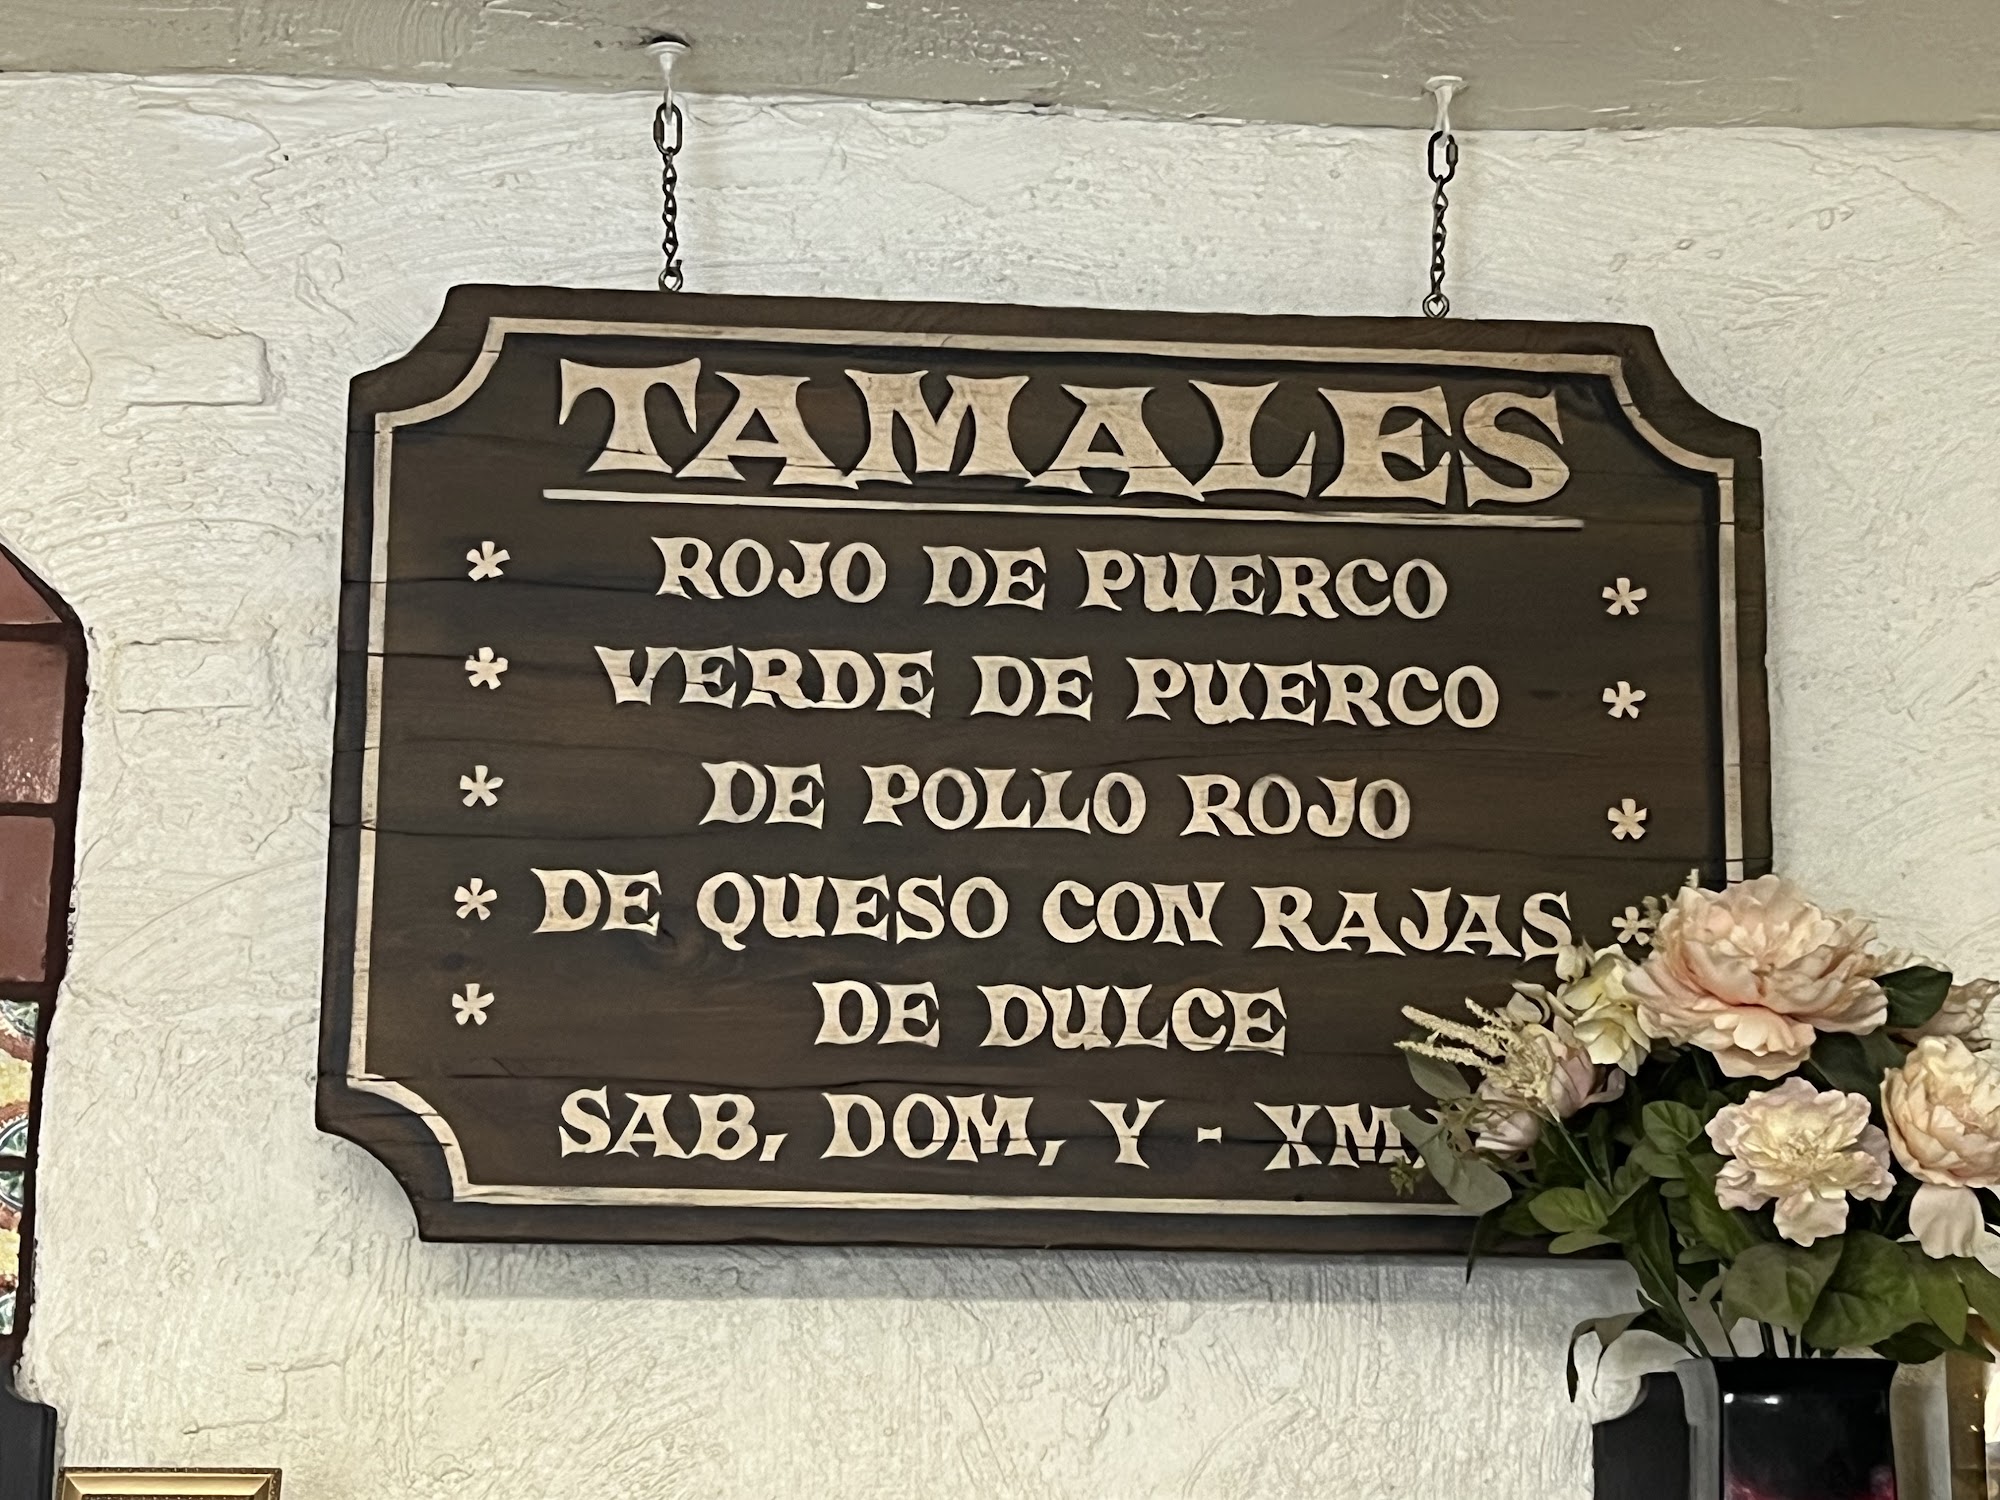 TAMALES
* ROJO DE PUERCO *
* VERDE DE PUERCO *
* DE POLLO ROJO *
* DE QUESO CON RAJAS *
* DE DULCE
SAB, DOM, Y -